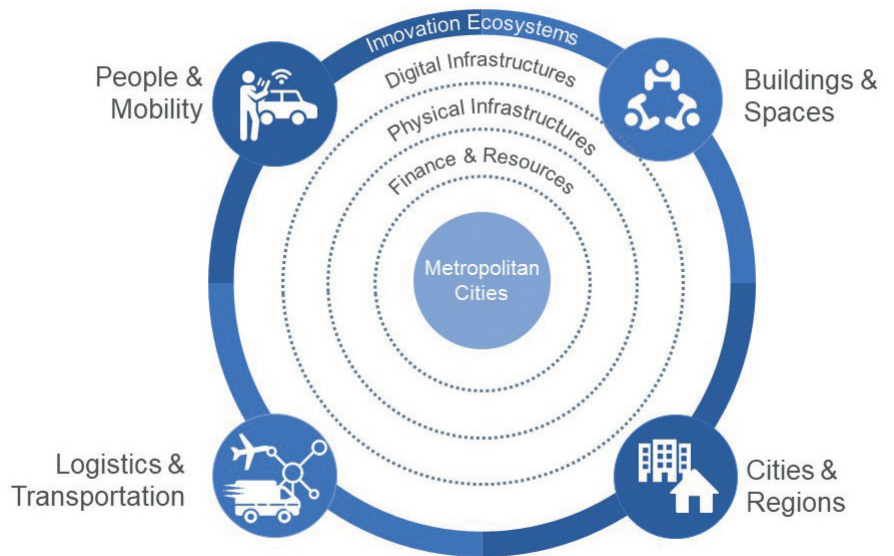 Innovation Ecosystems
People &
Mobility
Digital Infrastructures
Buildings &
Spaces
Physical Infrastructures
Finance & Resources
Metropolitan
Cities
Logistics &
Transportation
Cities &
Regions